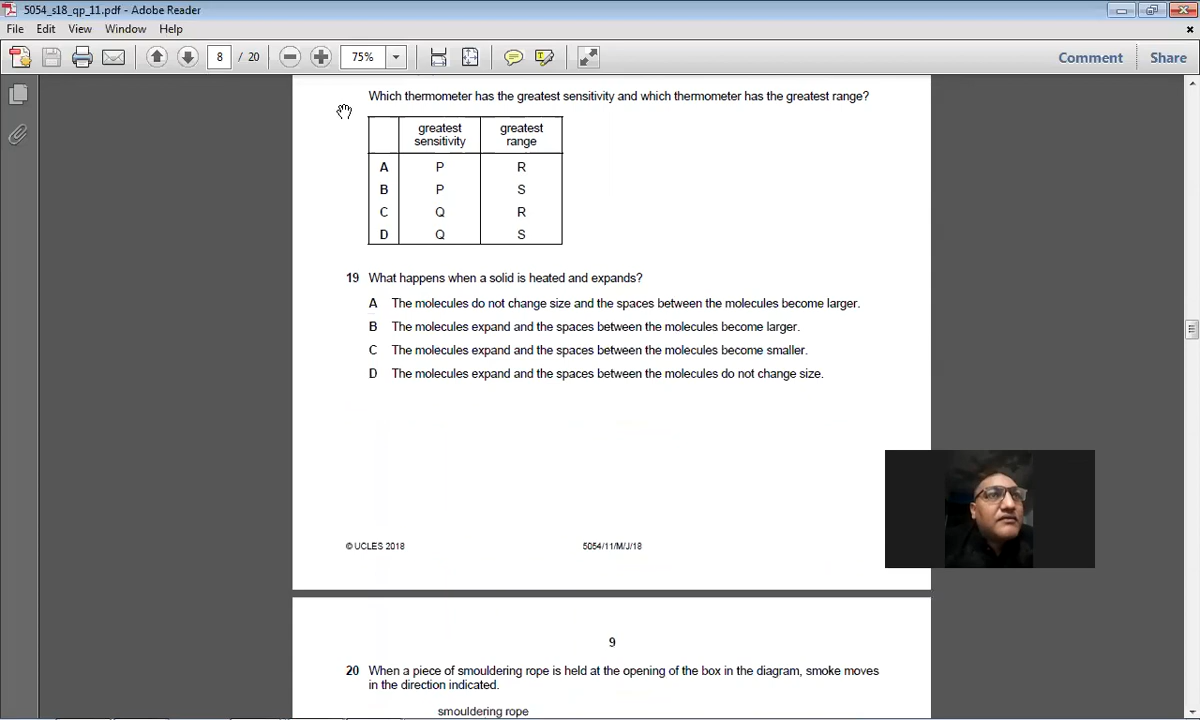 5054_s18_qp_11.pdf - Adobe Reader
File Edit View Window Help
8 / 20 75% Comment Share
Which thermometer has the greatest sensitivity and which thermometer has the greatest range?
greatest sensitivity greatest range
A P R
B P S
C Q R
D Q S
19 What happens when a solid is heated and expands?
A The molecules do not change size and the spaces between the molecules become larger.
B The molecules expand and the spaces between the molecules become larger.
C The molecules expand and the spaces between the molecules become smaller.
D The molecules expand and the spaces between the molecules do not change size.
© UCLES 2018 5054/11/M/J/18
9
20 When a piece of smouldering rope is held at the opening of the box in the diagram, smoke moves
in the direction indicated.
smouldering rope